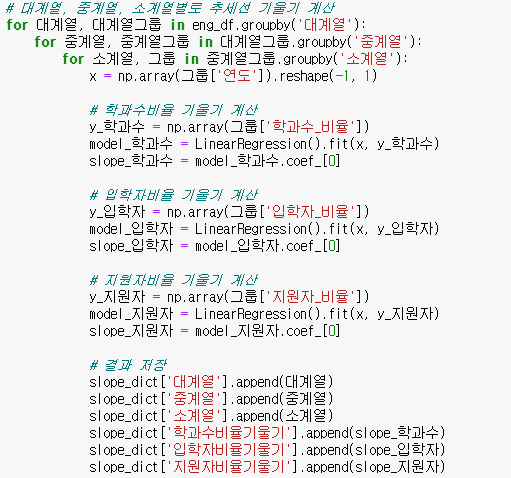 # 대계열, 중계열, 소계열별로 추세선 기울기 계산
for 대계열, 대계열그룹 in eng_df.groupby('대계열'):
    for 중계열, 중계열그룹 in 대계열그룹.groupby('중계열'):
        for 소계열, 그룹 in 중계열그룹.groupby('소계열'):
            x = np.array(그룹['연도']).reshape(-1, 1)

            # 학과수비율 기울기 계산
            y_학과수 = np.array(그룹['학과수_비율'])
            model_학과수 = LinearRegression().fit(x, y_학과수)
            slope_학과수 = model_학과수.coef_[0]

            # 입학자비율 기울기 계산
            y_입학자 = np.array(그룹['입학자_비율'])
            model_입학자 = LinearRegression().fit(x, y_입학자)
            slope_입학자 = model_입학자.coef_[0]

            # 지원자비율 기울기 계산
            y_지원자 = np.array(그룹['지원자_비율'])
            model_지원자 = LinearRegression().fit(x, y_지원자)
            slope_지원자 = model_지원자.coef_[0]

            # 결과 저장
            slope_dict['대계열'].append(대계열)
            slope_dict['중계열'].append(중계열)
            slope_dict['소계열'].append(소계열)
            slope_dict['학과수비율기울기'].append(slope_학과수)
            slope_dict['입학자비율기울기'].append(slope_입학자)
            slope_dict['지원자비율기울기'].append(slope_지원자)